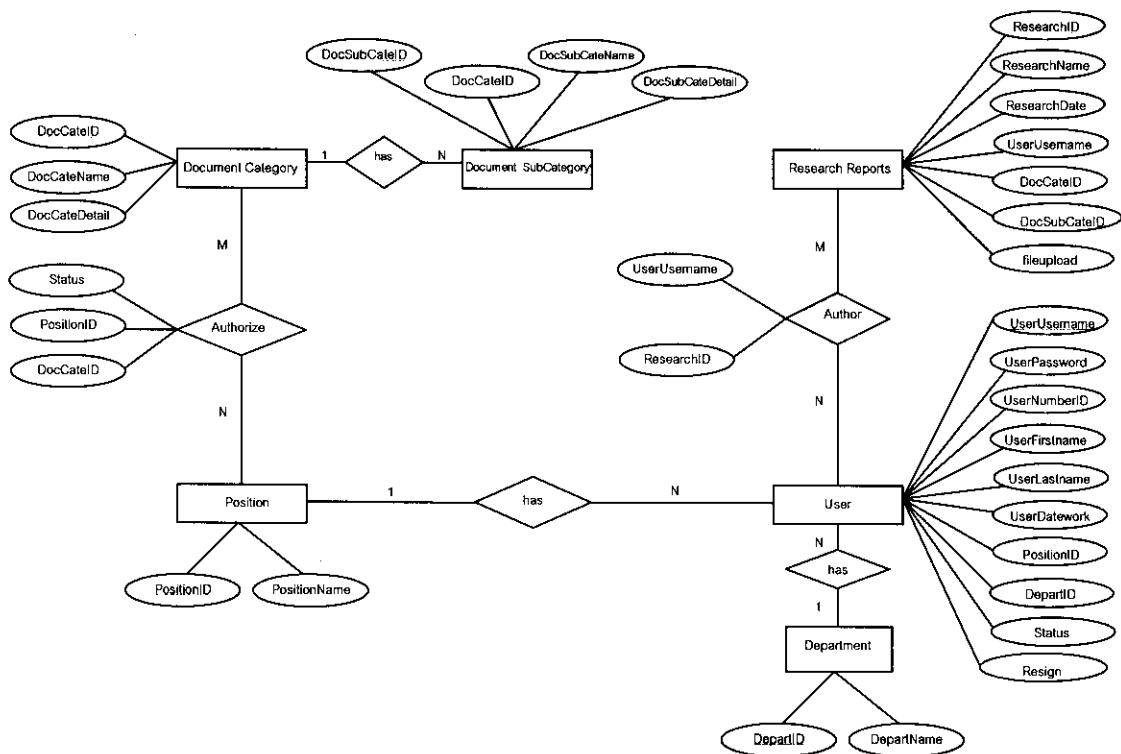 ResearchID
DocSubCateID
DocSubCateName
DocCateID
DocSubCateDetail
ResearchName
ResearchDate
DocCateID
DocCateName
DocCateDetail
Document Category
1
has
N
Document SubCategory
Research Reports
UserUsername
DocCateID
DocSubCateID
fileupload
M
M
Status
PositionID
DocCateID
Authorize
UserUsername
ResearchID
Author
N
N
UserUsername
UserPassword
UserNumberID
UserFirstname
UserLastname
UserDatework
PositionID
DepartID
Status
Resign
Position
1
has
N
User
PositionID
PositionName
N
has
1
Department
DepartID
DepartName